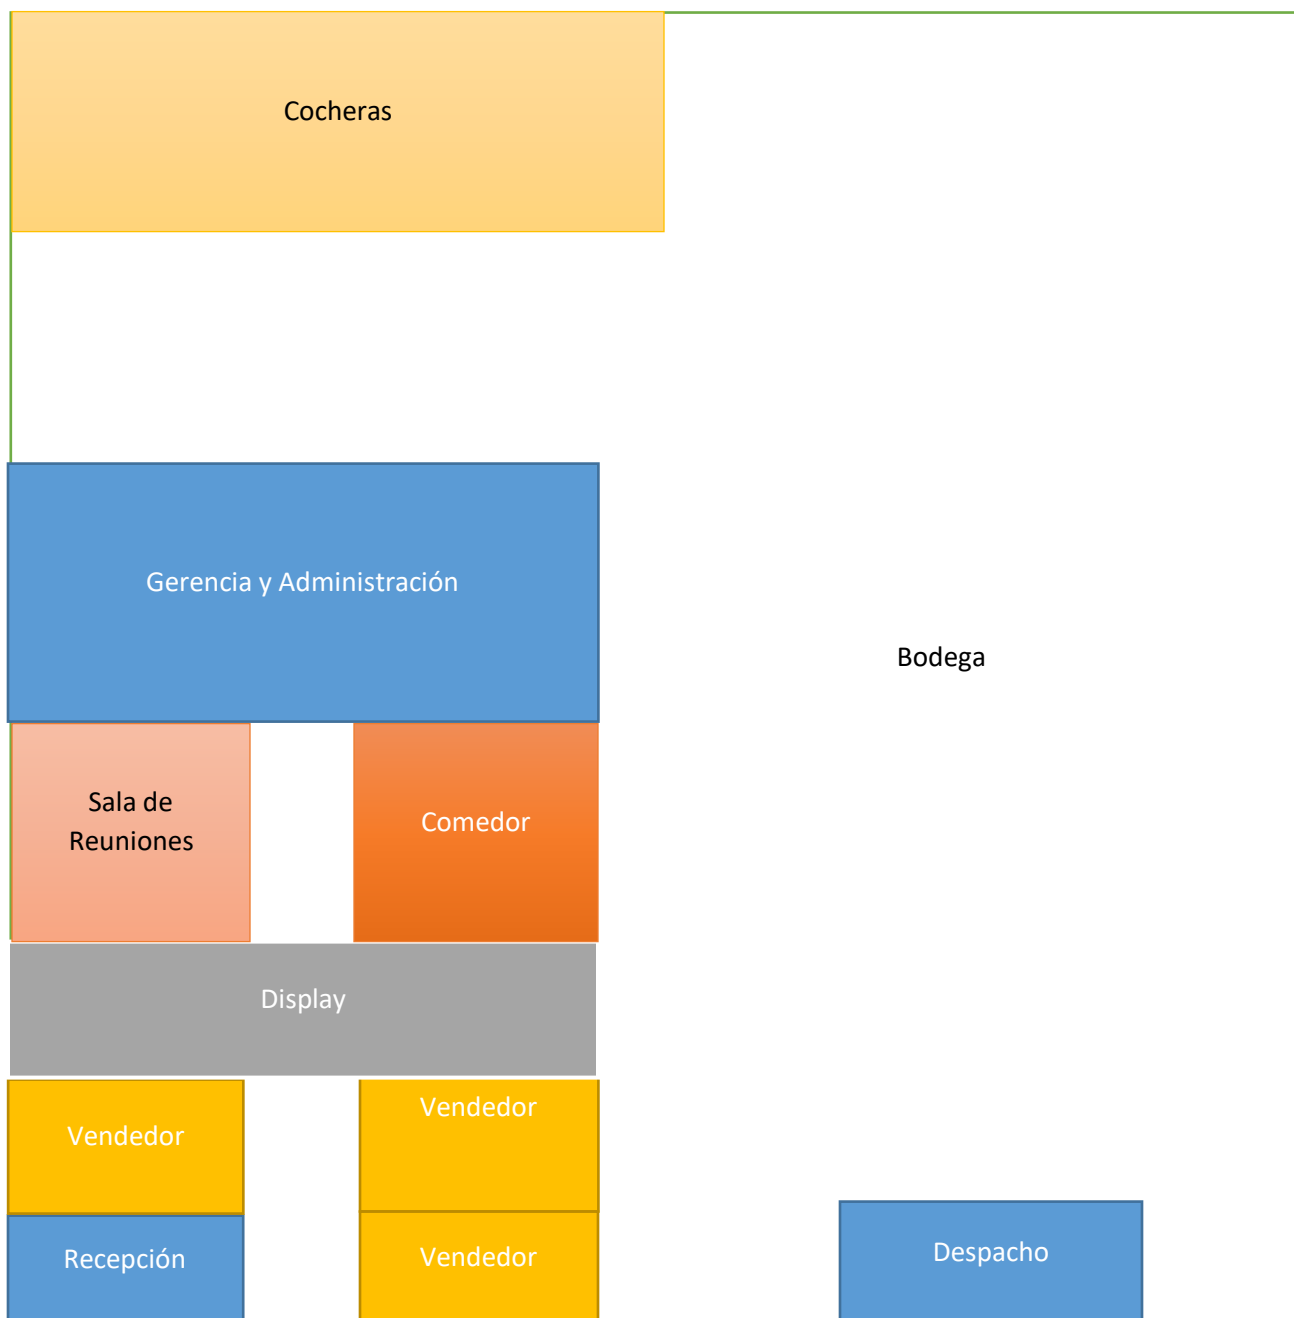 Cocheras
Gerencia y Administración
Bodega
Sala de
Reuniones
Comedor
Display
Vendedor
Vendedor
Recepción
Vendedor
Despacho